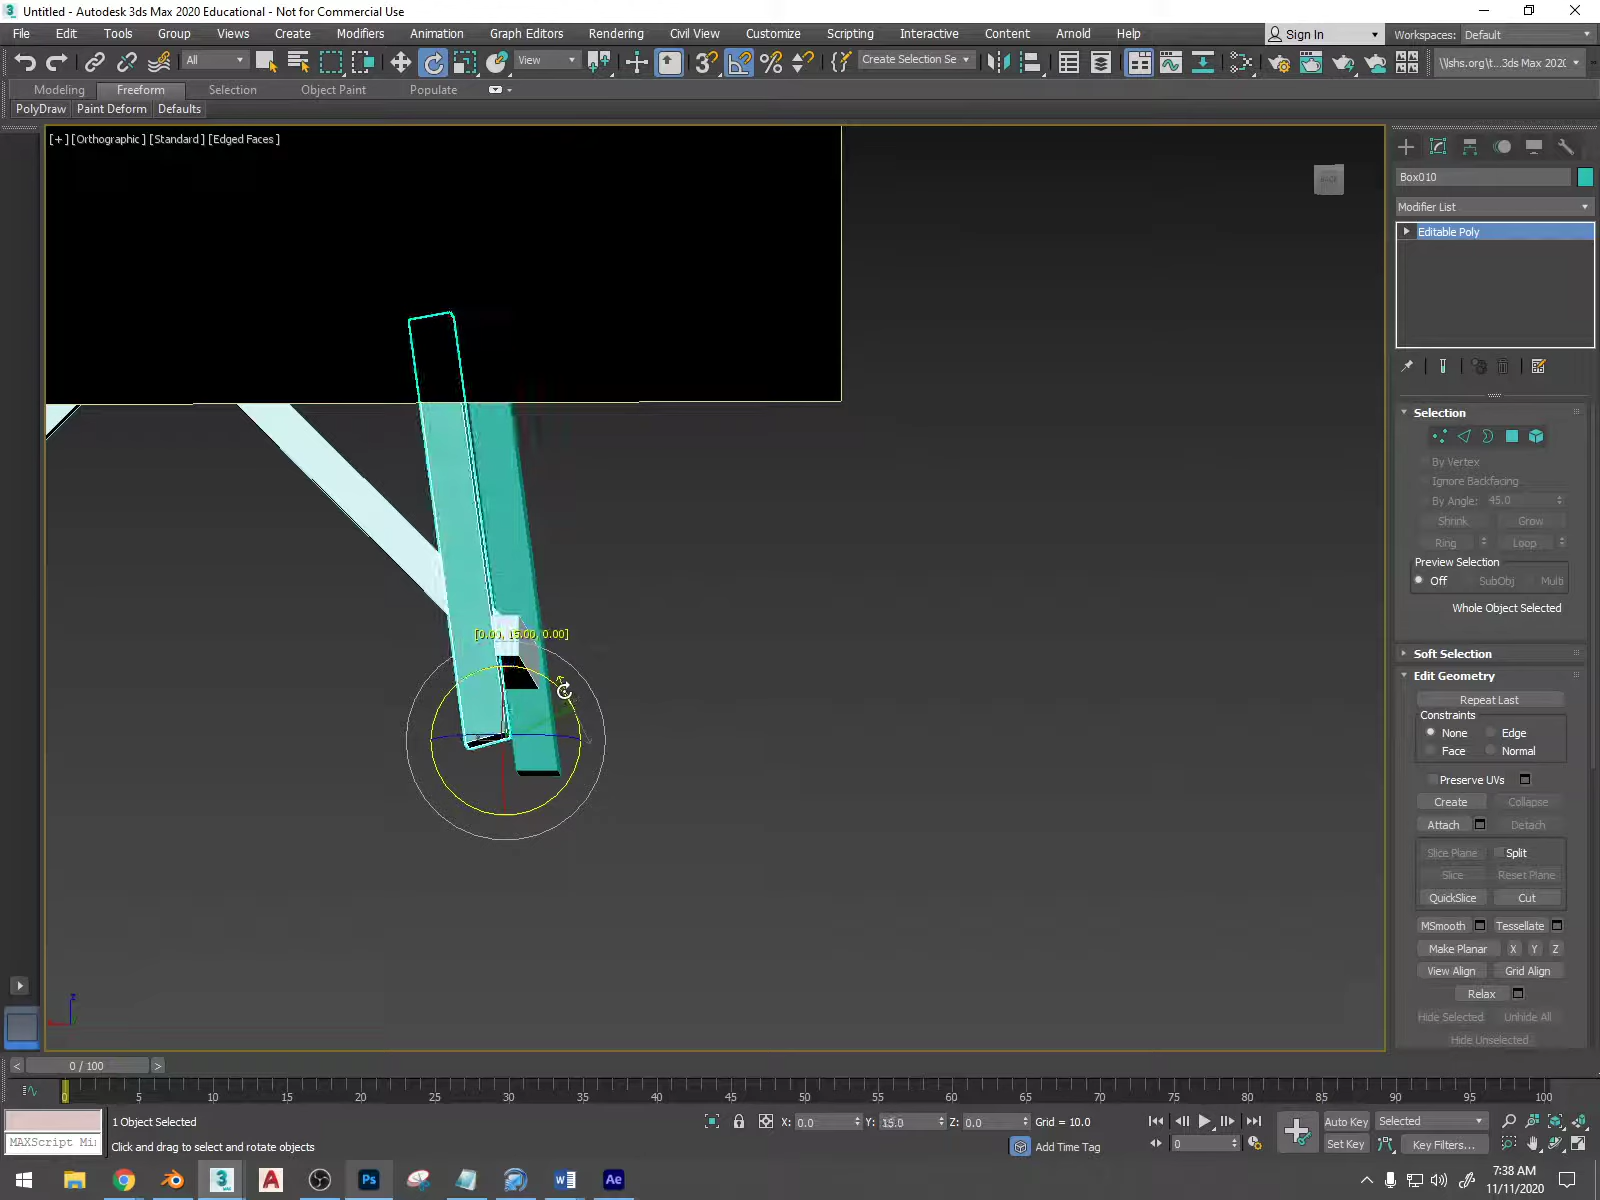 Untitled - Autodesk 3ds Max 2020 Educational - Not for Commercial Use
File Edit Tools Group Views Create Modifiers Animation Graph Editors Rendering Civil View Customize Scripting Interactive Content Arnold Help Sign In Workspaces: Default
All View Create Selection Se \\lshs.org\t...3ds Max 2020
Modeling Freeform Selection Object Paint Populate
PolyDraw Paint Deform Defaults
[+] [Orthographic] [Standard] [Edged Faces]
BACK
Box010
Modifier List
Editable Poly
Selection
By Vertex
Ignore Backfacing
By Angle: 45.0
Shrink Grow
Ring Loop
Preview Selection
Off SubObj Multi
Whole Object Selected
[0.00, 15.00, 0.00]
Soft Selection
Edit Geometry
Repeat Last
Constraints
None Edge
Face Normal
Preserve UVs
Create Collapse
Attach Detach
Slice Plane Split
Slice Reset Plane
QuickSlice Cut
MSmooth Tessellate
Make Planar X Y Z
View Align Grid Align
Relax
Hide Selected Unhide All
Hide Unselected
z
< 0 / 100 >
0 5 10 15 20 25 30 35 40 45 50 55 60 65 70 75 80 85 90 95 100
1 Object Selected X: 0.0 Y: 15.0 Z: 0.0 Grid = 10.0 Auto Key Selected
MAXScript Mi Click and drag to select and rotate objects Add Time Tag 0 Set Key Key Filters...
7:38 AM
11/11/2020